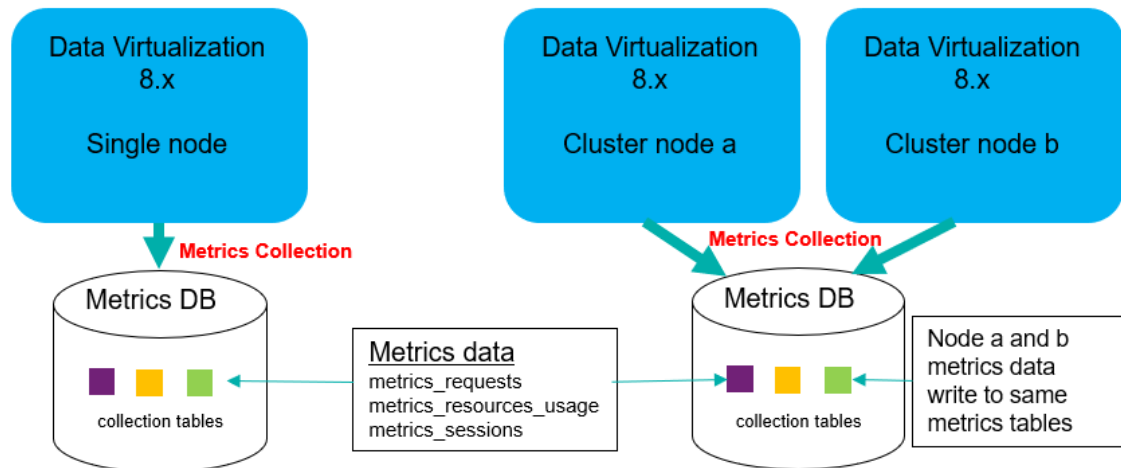 Data Virtualization
8.x
Single node
Data Virtualization
8.x
Cluster node a
Data Virtualization
8.x
Cluster node b
Metrics Collection
Metrics Collection
Metrics DB
collection tables
Metrics data
metrics_requests
metrics_resources_usage
metrics_sessions
Metrics DB
collection tables
Node a and b
metrics data
write to same
metrics tables